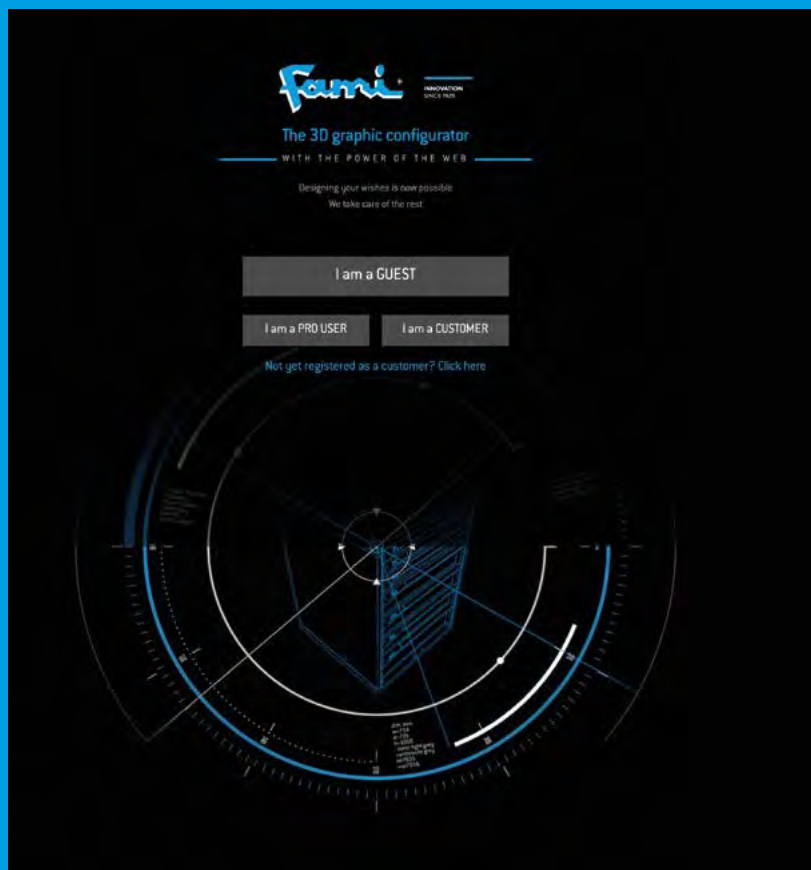 Fami
INNOVATION
SINCE 1929
The 3D graphic configurator
WITH THE POWER OF THE WEB
Designing your wishes is now possible
We take care of the rest
I am a GUEST
I am a PRO USER
I am a CUSTOMER
Not yet registered as a customer? Click here